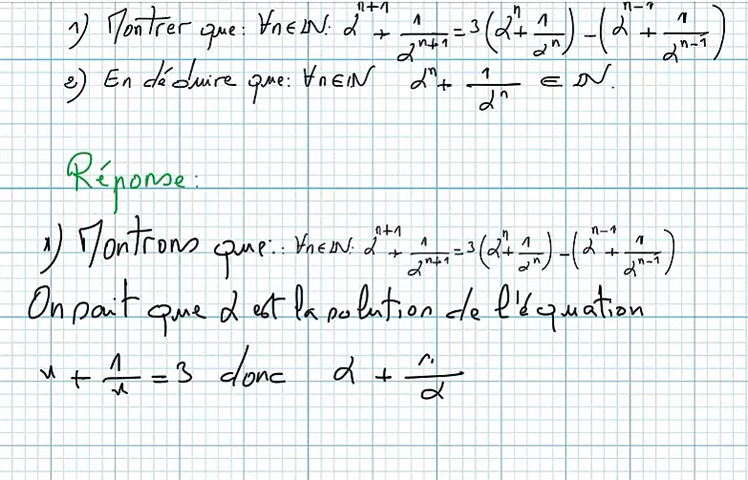 1) Montrer que: ∀n∈ℕ: α^{n+1} + 1/α^{n+1} = 3(α^n + 1/α^n) - (α^{n-1} + 1/α^{n-1})
2) En déduire que: ∀n∈ℕ α^n + 1/α^n ∈ ℕ.
Réponse:
1) Montrons que: ∀n∈ℕ: α^{n+1} + 1/α^{n+1} = 3(α^n + 1/α^n) - (α^{n-1} + 1/α^{n-1})
On sait que α est la solution de l'équation
x + 1/x = 3 donc α + 1/α